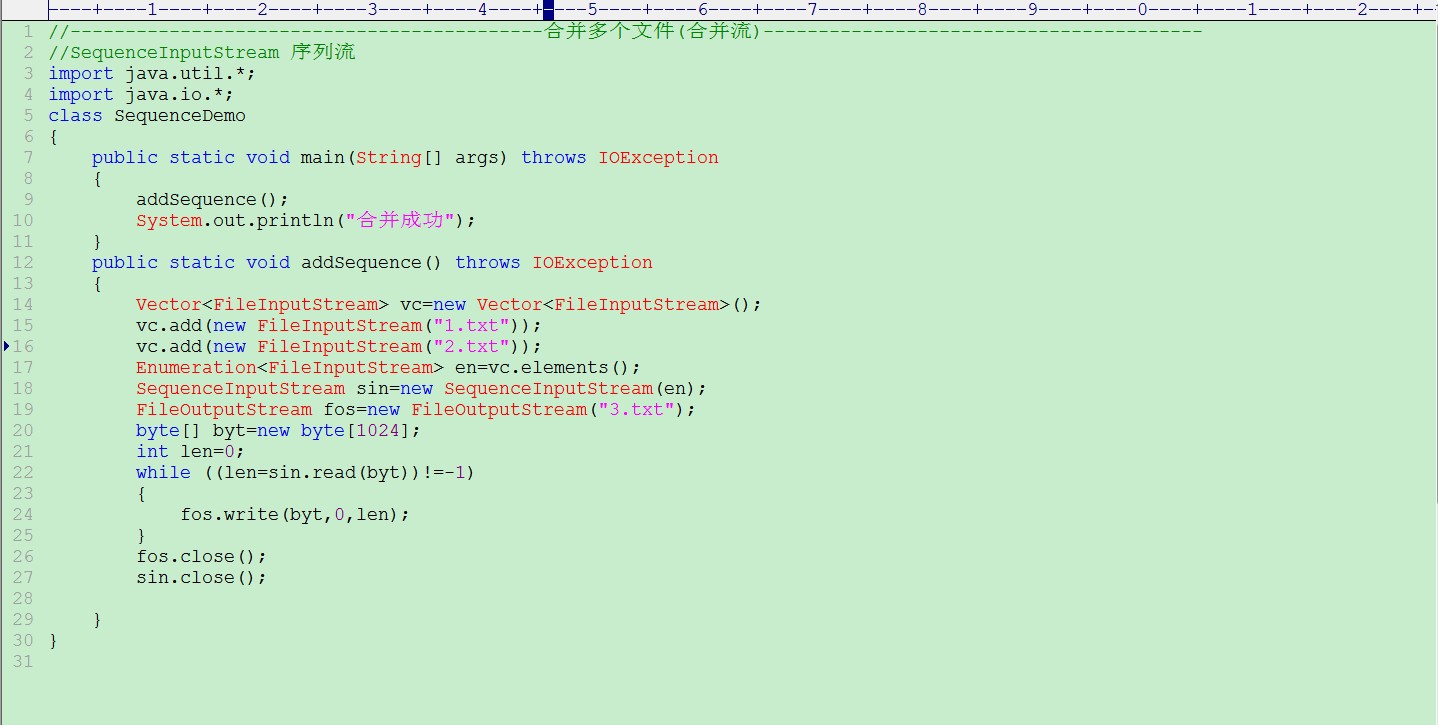 |----+----1----+----2----+----3----+----4----+----5----+----6----+----7----+----8----+----9----+----0----+----1----+----2----+-
1 //-------------------------------------------合并多个文件(合并流)----------------------------------------
2 //SequenceInputStream 序列流
3 import java.util.*;
4 import java.io.*;
5 class SequenceDemo
6 {
7     public static void main(String[] args) throws IOException
8     {
9         addSequence();
10         System.out.println("合并成功");
11     }
12     public static void addSequence() throws IOException
13     {
14         Vector<FileInputStream> vc=new Vector<FileInputStream>();
15         vc.add(new FileInputStream("1.txt"));
16         vc.add(new FileInputStream("2.txt"));
17         Enumeration<FileInputStream> en=vc.elements();
18         SequenceInputStream sin=new SequenceInputStream(en);
19         FileOutputStream fos=new FileOutputStream("3.txt");
20         byte[] byt=new byte[1024];
21         int len=0;
22         while ((len=sin.read(byt))!=-1)
23         {
24             fos.write(byt,0,len);
25         }
26         fos.close();
27         sin.close();
28
29     }
30 }
31